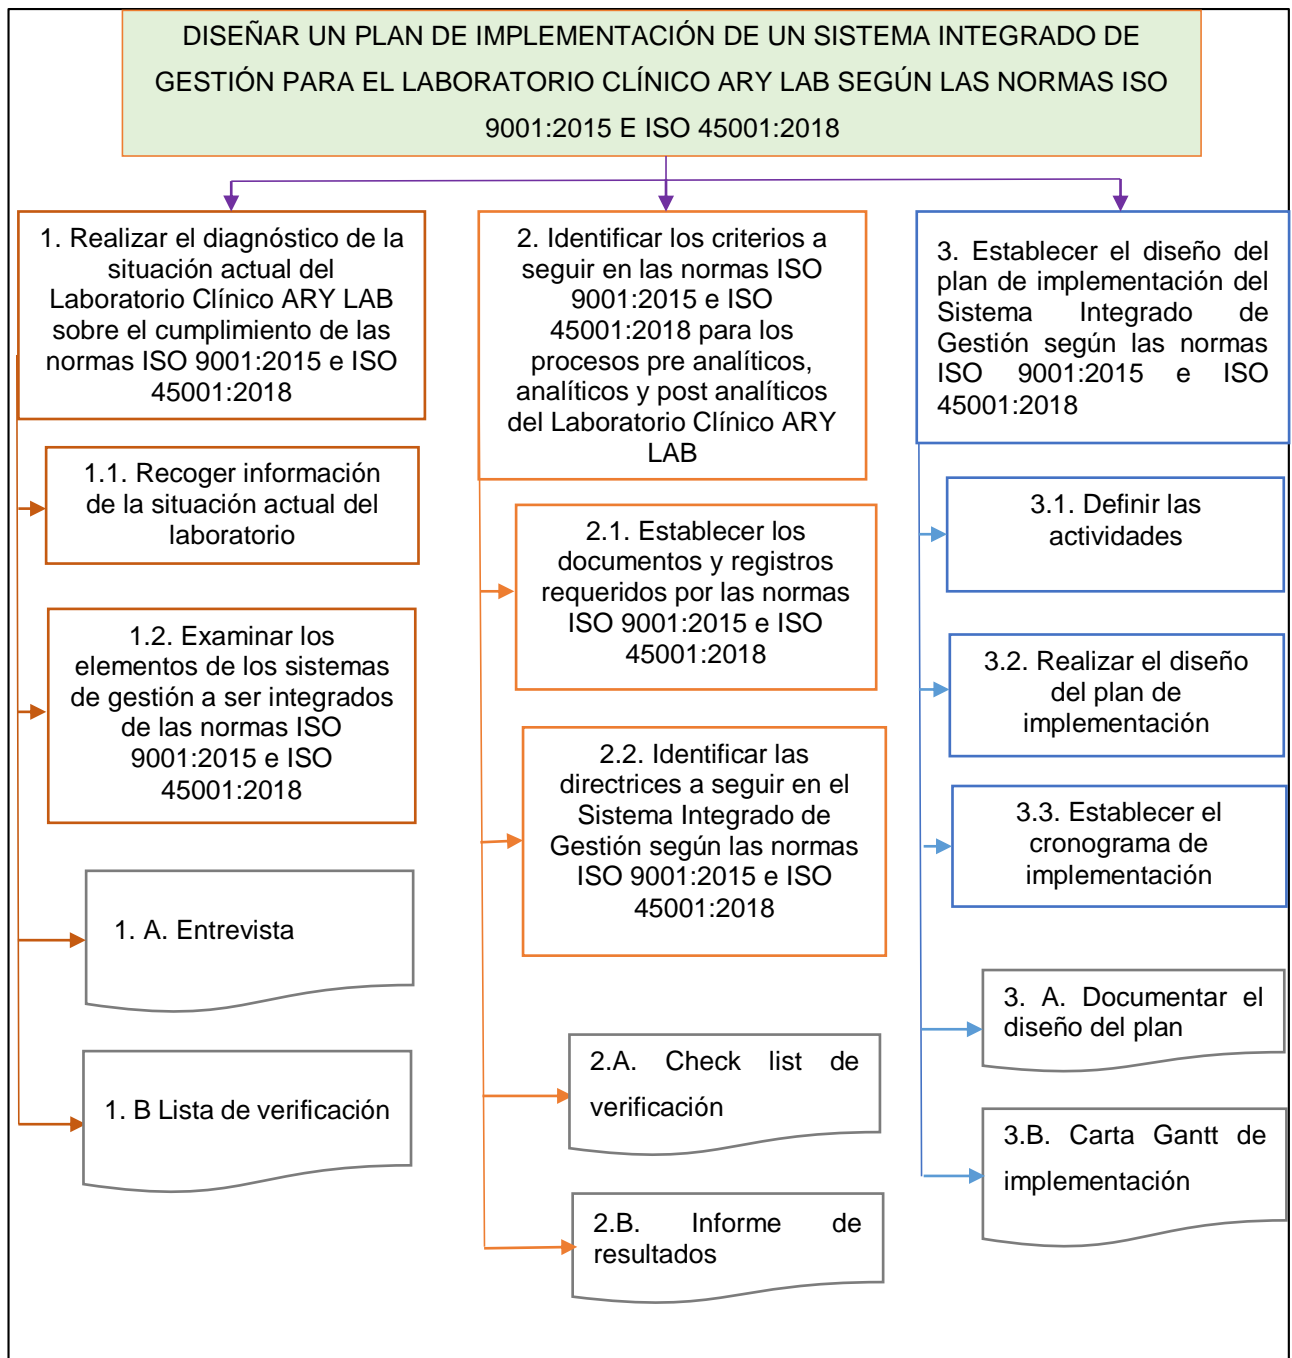 DISEÑAR UN PLAN DE IMPLEMENTACIÓN DE UN SISTEMA INTEGRADO DE
GESTIÓN PARA EL LABORATORIO CLÍNICO ARY LAB SEGÚN LAS NORMAS ISO
9001:2015 E ISO 45001:2018
1. Realizar el diagnóstico de la
situación actual del
Laboratorio Clínico ARY LAB
sobre el cumplimiento de las
normas ISO 9001:2015 e ISO
45001:2018
1.1. Recoger información
de la situación actual del
laboratorio
1.2. Examinar los
elementos de los sistemas
de gestión a ser integrados
de las normas ISO
9001:2015 e ISO
45001:2018
1. A. Entrevista
1. B Lista de verificación
2. Identificar los criterios a
seguir en las normas ISO
9001:2015 e ISO
45001:2018 para los
procesos pre analíticos,
analíticos y post analíticos
del Laboratorio Clínico ARY
LAB
2.1. Establecer los
documentos y registros
requeridos por las normas
ISO 9001:2015 e ISO
45001:2018
2.2. Identificar las
directrices a seguir en el
Sistema Integrado de
Gestión según las normas
ISO 9001:2015 e ISO
45001:2018
2.A. Check list de
verificación
2.B. Informe de
resultados
3. Establecer el diseño del
plan de implementación del
Sistema Integrado de
Gestión según las normas
ISO 9001:2015 e ISO
45001:2018
3.1. Definir las
actividades
3.2. Realizar el diseño
del plan de
implementación
3.3. Establecer el
cronograma de
implementación
3. A. Documentar el
diseño del plan
3.B. Carta Gantt de
implementación